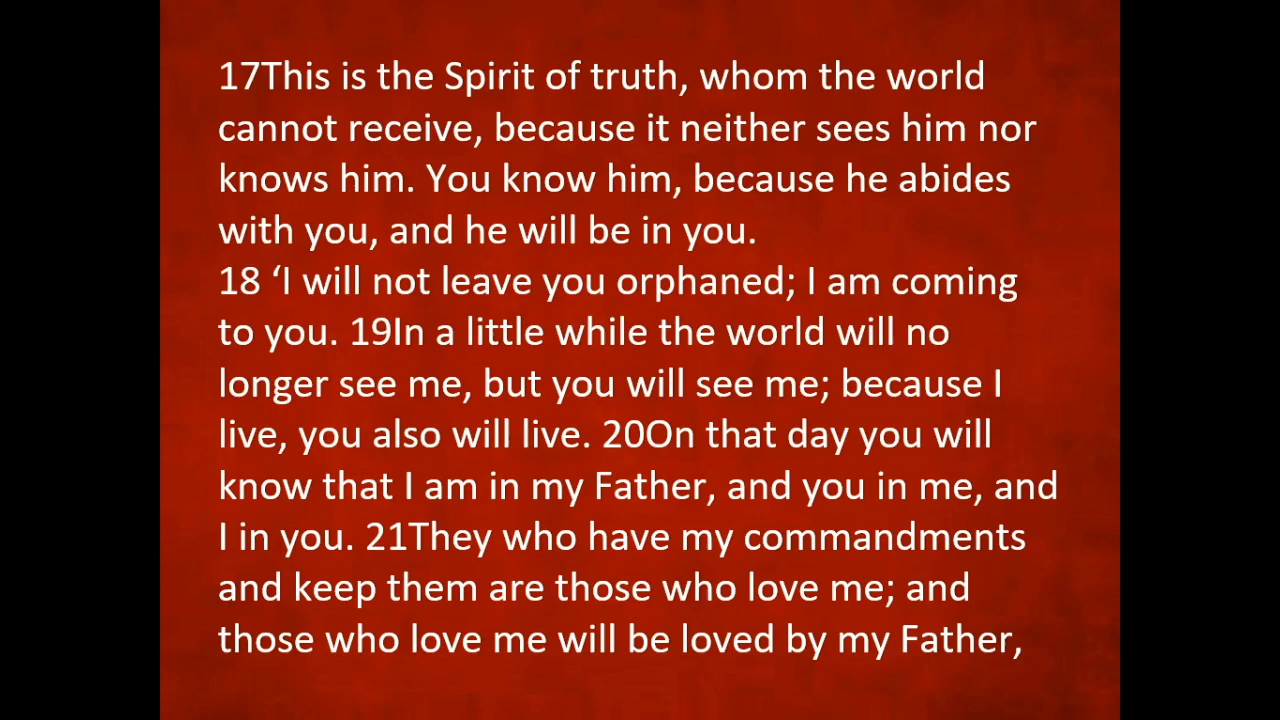 17This is the Spirit of truth, whom the world
cannot receive, because it neither sees him nor
knows him. You know him, because he abides
with you, and he will be in you.
18 ‘I will not leave you orphaned; I am coming
to you. 19In a little while the world will no
longer see me, but you will see me; because I
live, you also will live. 20On that day you will
know that I am in my Father, and you in me, and
I in you. 21They who have my commandments
and keep them are those who love me; and
those who love me will be loved by my Father,